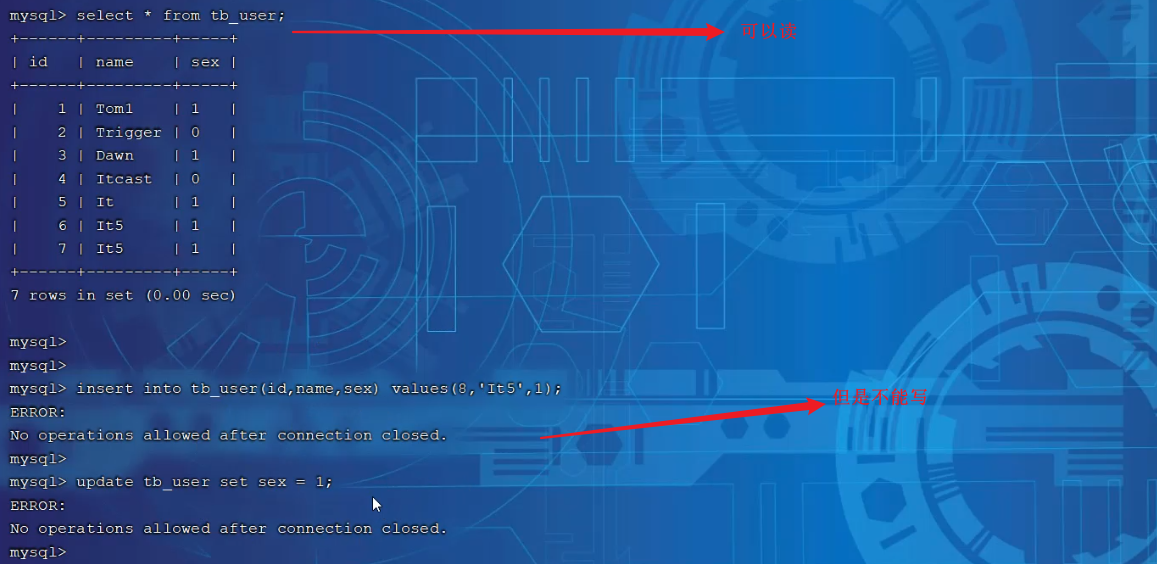 mysql> select * from tb_user;
可以读
+------+---------+-----+
| id   | name    | sex |
+------+---------+-----+
|    1 | Tom1    | 1   |
|    2 | Trigger | 0   |
|    3 | Dawn    | 1   |
|    4 | Itcast  | 0   |
|    5 | It      | 1   |
|    6 | It5     | 1   |
|    7 | It5     | 1   |
+------+---------+-----+
7 rows in set (0.00 sec)
mysql>
mysql>
mysql> insert into tb_user(id,name,sex) values(8,'It5',1);
但是不能写
ERROR:
No operations allowed after connection closed.
mysql>
mysql> update tb_user set sex = 1;
ERROR:
No operations allowed after connection closed.
mysql>